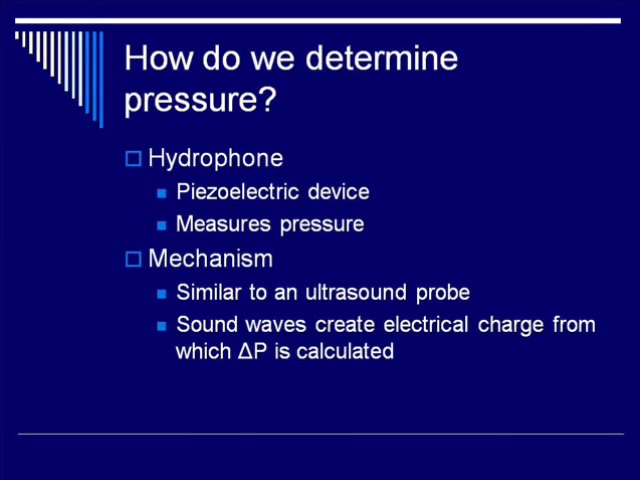 How do we determine
pressure?
Hydrophone
Piezoelectric device
Measures pressure
Mechanism
Similar to an ultrasound probe
Sound waves create electrical charge from
which ΔP is calculated